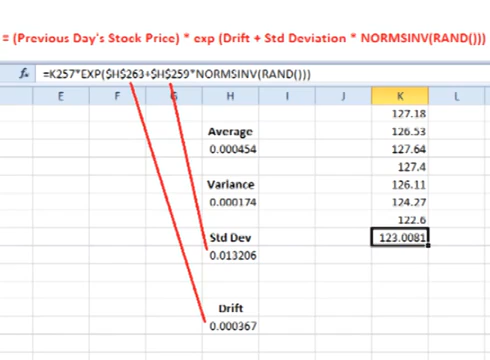 = (Previous Day's Stock Price) * exp (Drift + Std Deviation * NORMSINV(RAND()))
fx =K257*EXP($H$263+$H$259*NORMSINV(RAND()))
E F G H I J K L
127.18
Average 126.53
0.000454 127.64
127.4
Variance 126.11
0.000174 124.27
122.6
Std Dev 123.0081
0.013206
Drift
0.000367